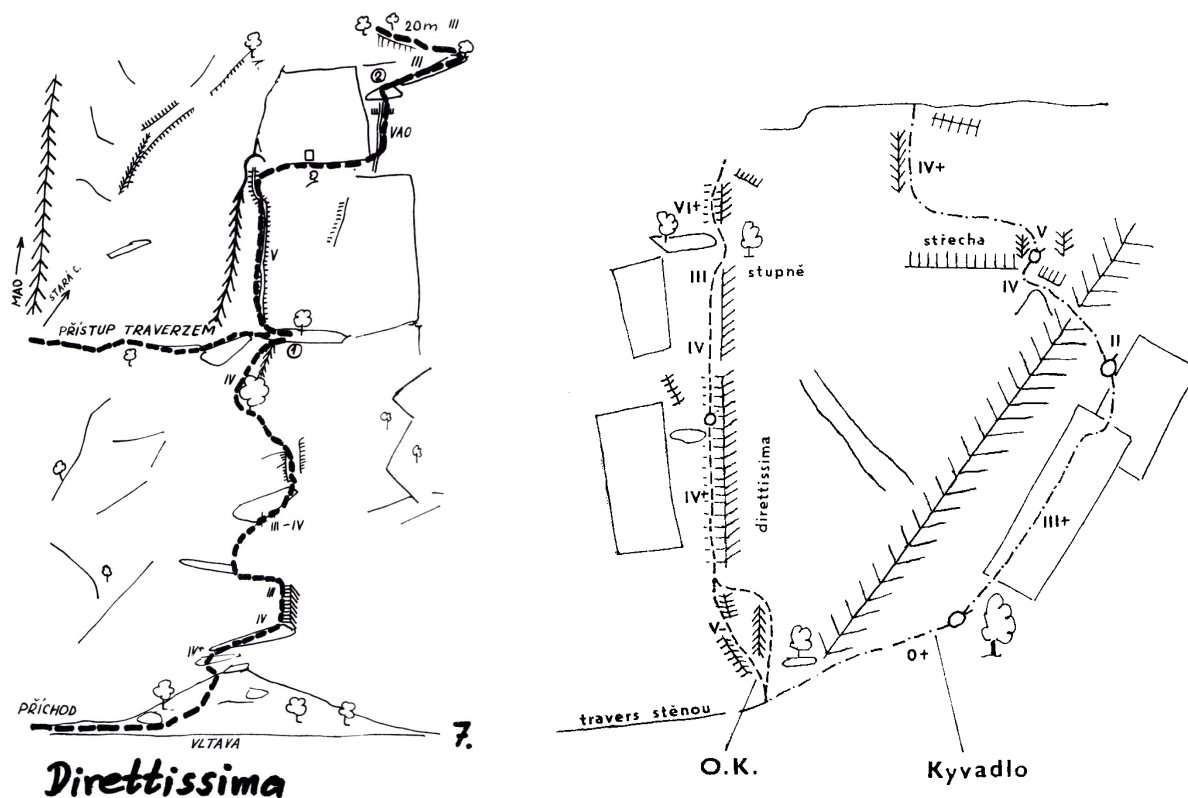 20m III
III
②
VAO
V
MAO
STARÁ C.
PŘÍSTUP TRAVERZEM
①
IV
III-IV
III
IV
IV+
PŘÍCHOD
VLTAVA
7.
Direttissima
VI+
stupně
III
IV
IV+
direttissima
V-
IV+
V
střecha
IV
II
III+
0+
travers stěnou
O.K.
Kyvadlo